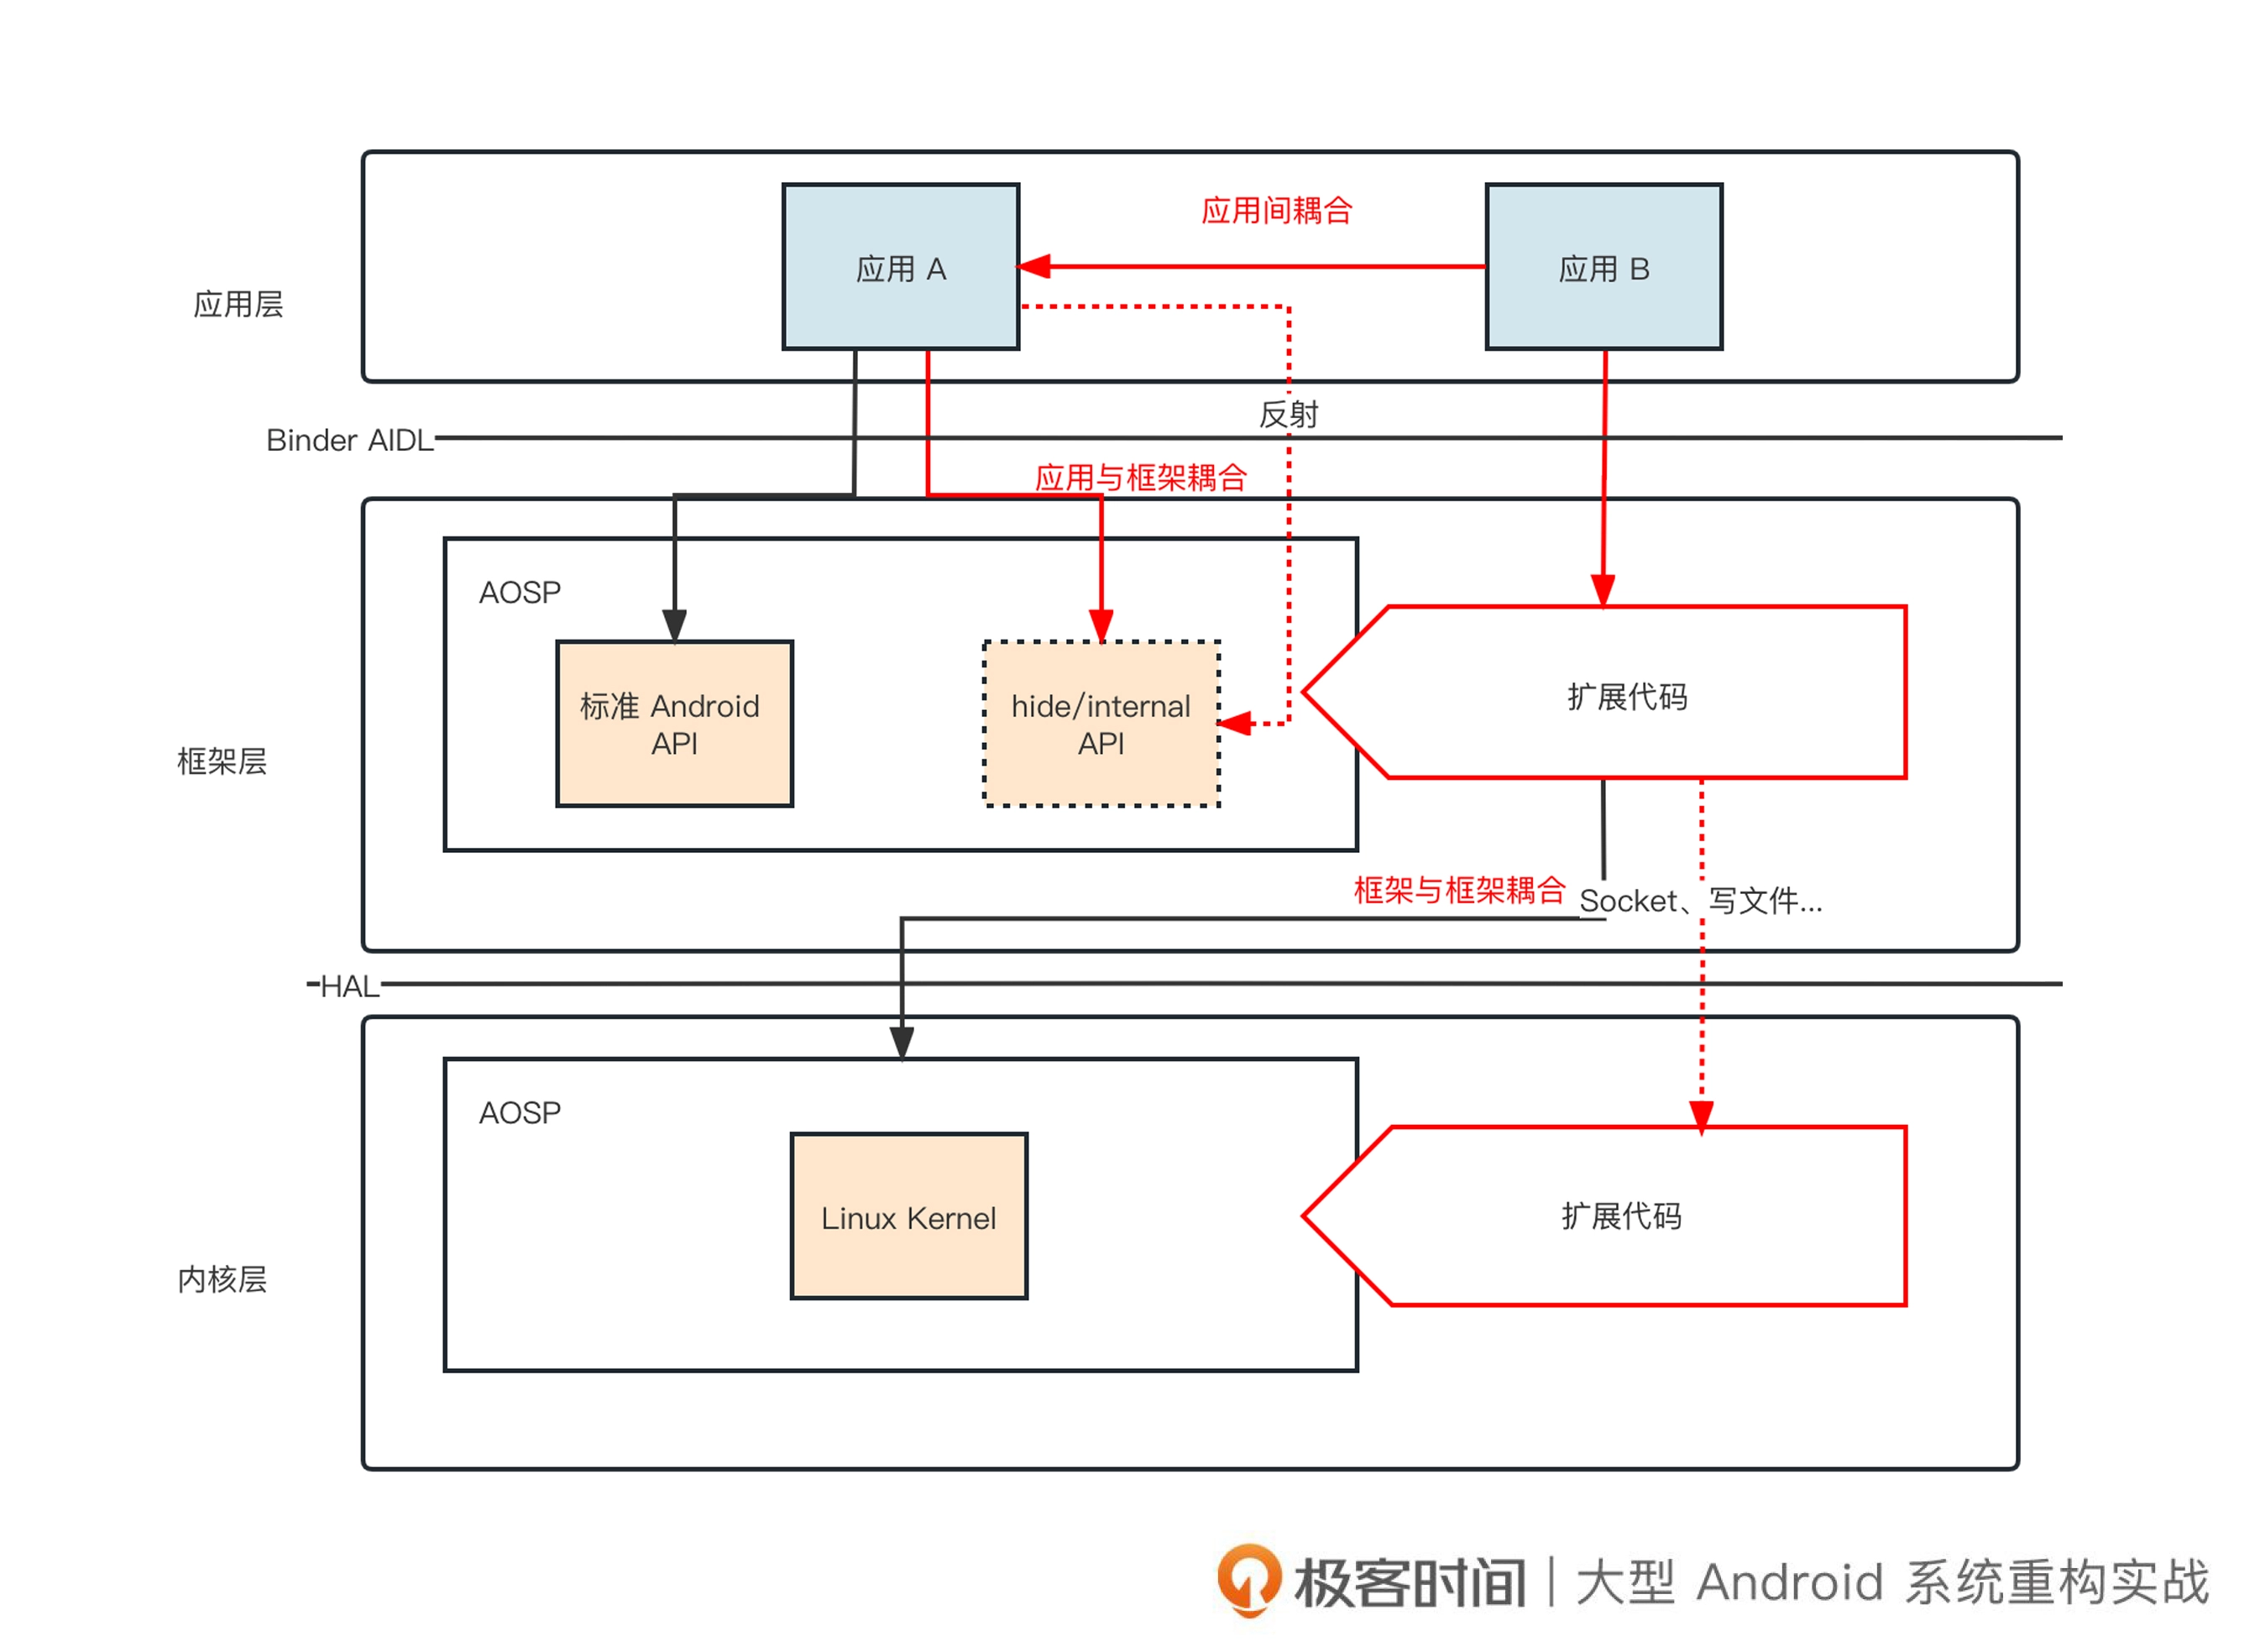 应用间耦合
应用 A
应用 B
应用层
反射
Binder AIDL
应用与框架耦合
AOSP
标准 Android
API
hide/internal
API
扩展代码
框架层
框架与框架耦合
Socket、写文件...
HAL
AOSP
Linux Kernel
扩展代码
内核层
极客时间 | 大型 Android 系统重构实战